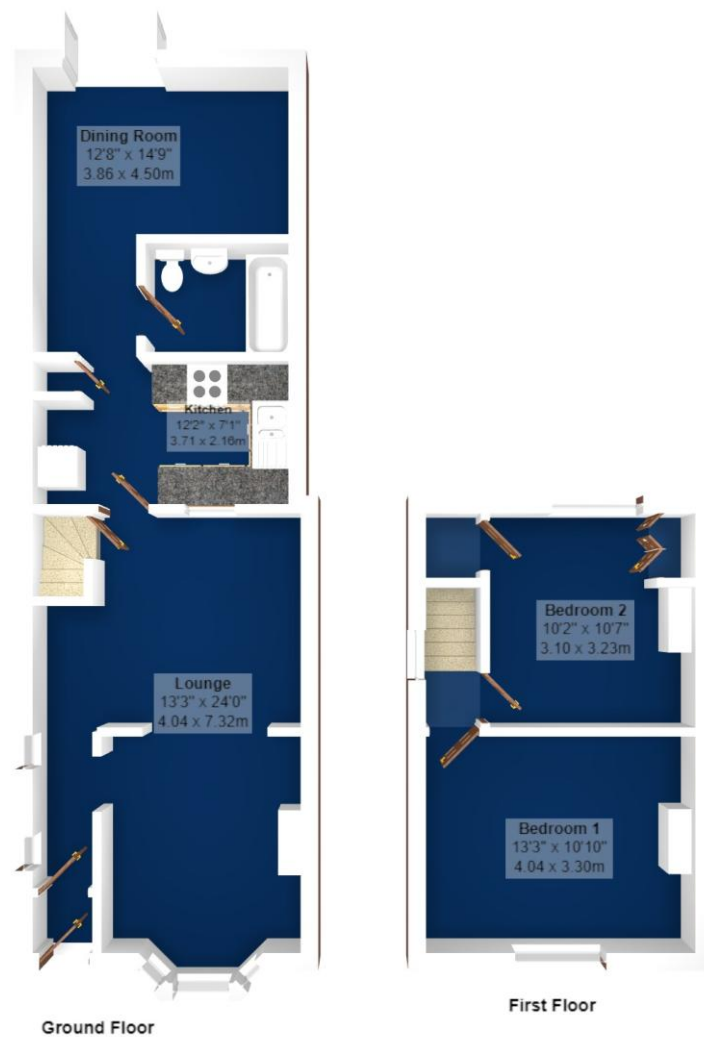 Dining Room
12'8" x 14'9"
3.86 x 4.50m
Kitchen
12'2" x 7'1"
3.71 x 2.16m
Lounge
13'3" x 24'0"
4.04 x 7.32m
Ground Floor
Bedroom 2
10'2" x 10'7"
3.10 x 3.23m
Bedroom 1
13'3" x 10'10"
4.04 x 3.30m
First Floor